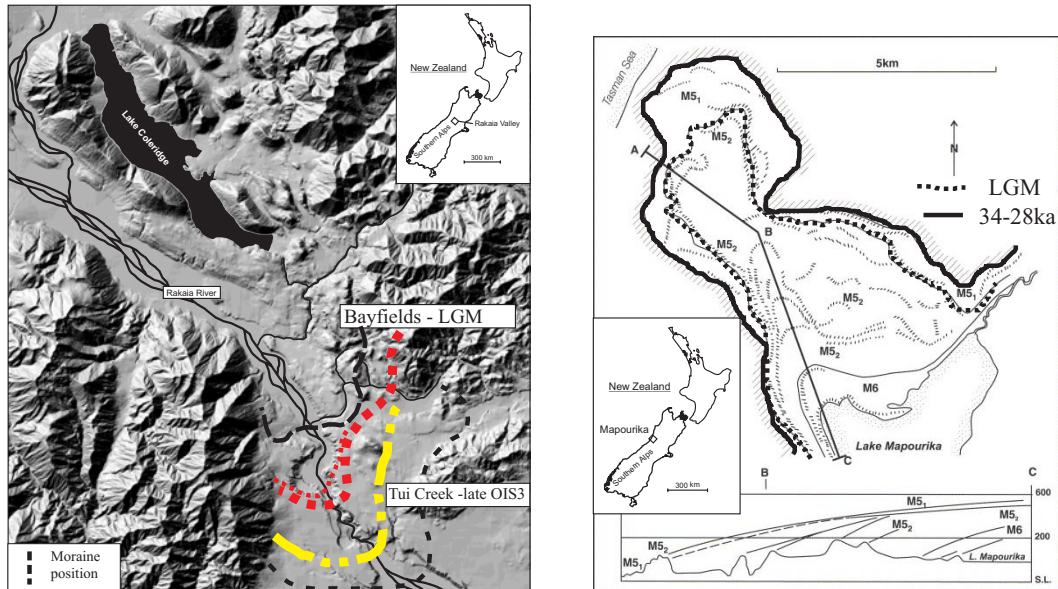 New Zealand
Southern Alps
Rakaia Valley
300 km
Lake Coleridge
Rakaia River
Bayfields - LGM
Tui Creek -late OIS3
Moraine
position
Tasman Sea
5km
M5₁
M5₂
A
N
LGM
34-28ka
B
M5₂
M5₁
M5₂
M5₂
M6
Lake Mapourika
C
New Zealand
Mapourika
Southern Alps
300 km
B
C
600
M5₁
M5₂
M5₂
M6
200
M5₂
L. Mapourika
M5₁
S.L.